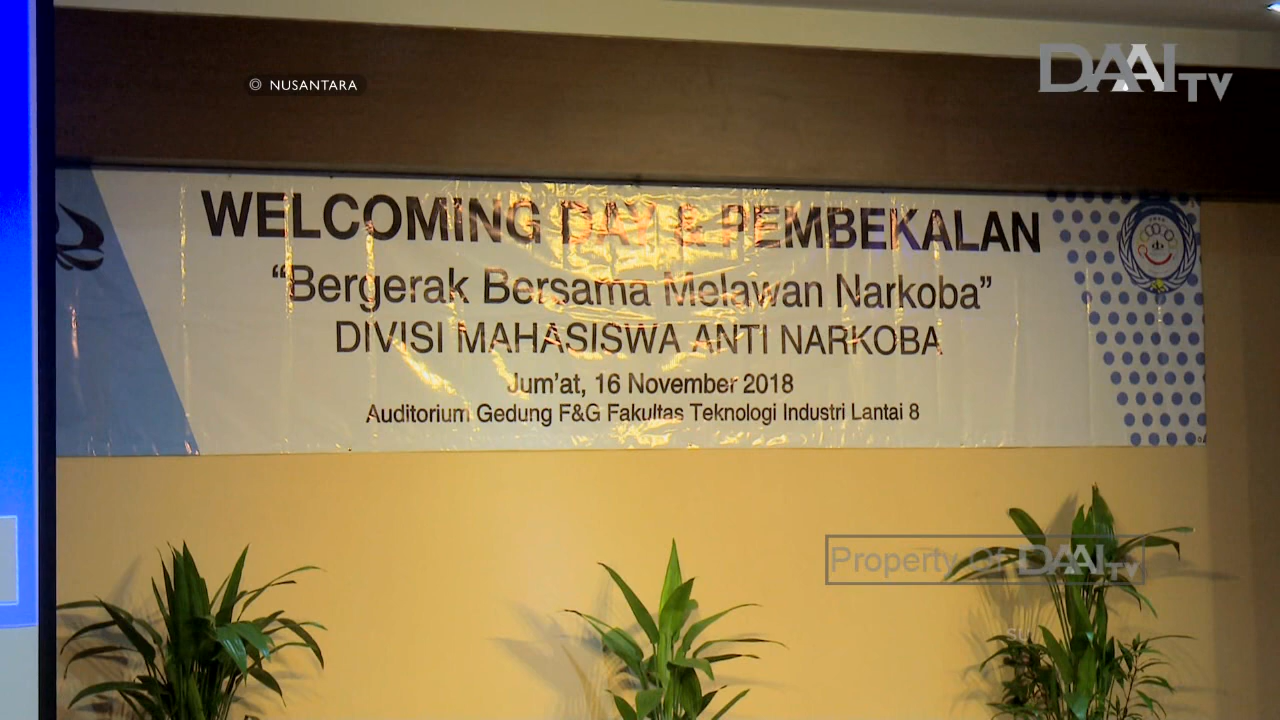 NUSANTARA
DAAI TV
WELCOMING DAY & PEMBEKALAN
“Bergerak Bersama Melawan Narkoba”
DIVISI MAHASISWA ANTI NARKOBA
Jum'at, 16 November 2018
Auditorium Gedung F&G Fakultas Teknologi Industri Lantai 8
Property Of DAAI TV